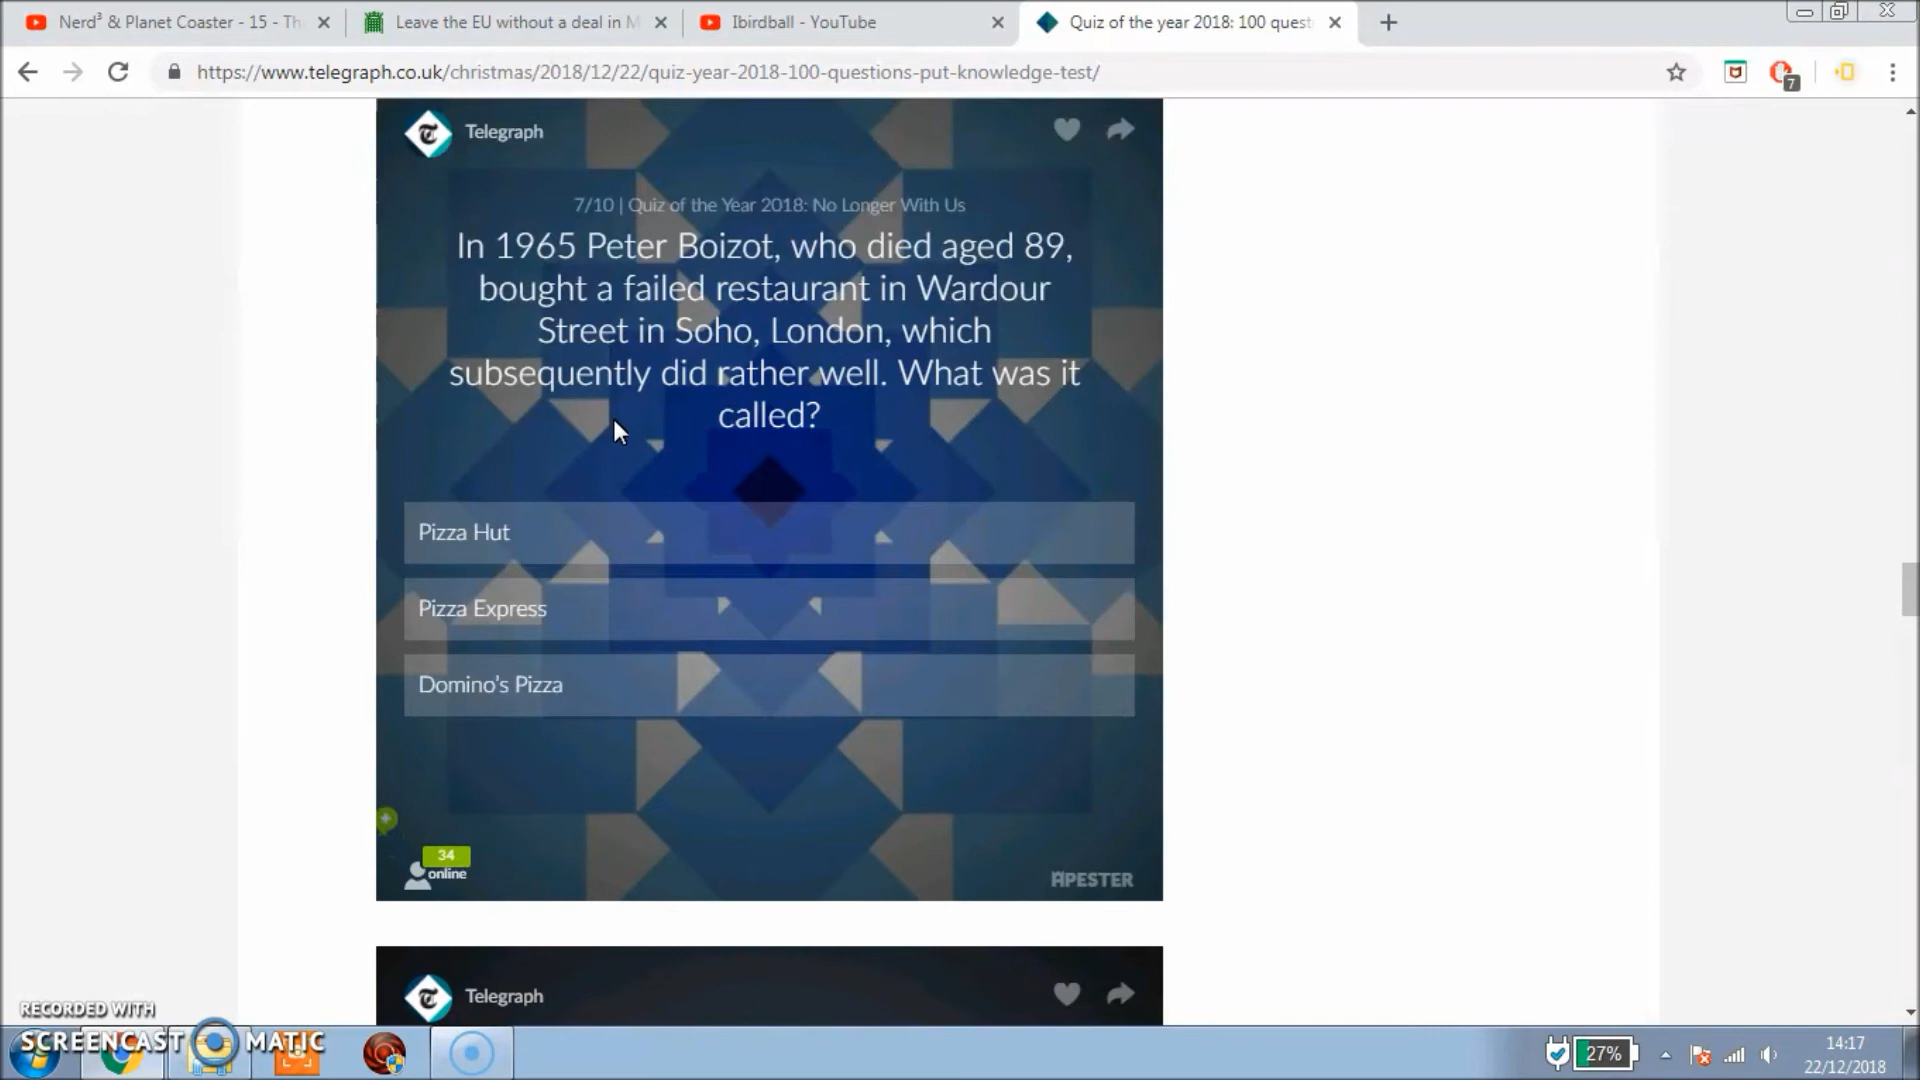 Nerd³ & Planet Coaster - 15 - Th
Leave the EU without a deal in M
Ibirdball - YouTube
Quiz of the year 2018: 100 quest
https://www.telegraph.co.uk/christmas/2018/12/22/quiz-year-2018-100-questions-put-knowledge-test/
7
Telegraph
7/10 | Quiz of the Year 2018: No Longer With Us
In 1965 Peter Boizot, who died aged 89,
bought a failed restaurant in Wardour
Street in Soho, London, which
subsequently did rather well. What was it
called?
Pizza Hut
Pizza Express
Domino's Pizza
34
online
APESTER
Telegraph
RECORDED WITH
SCREENCAST MATIC
27%
14:17
22/12/2018